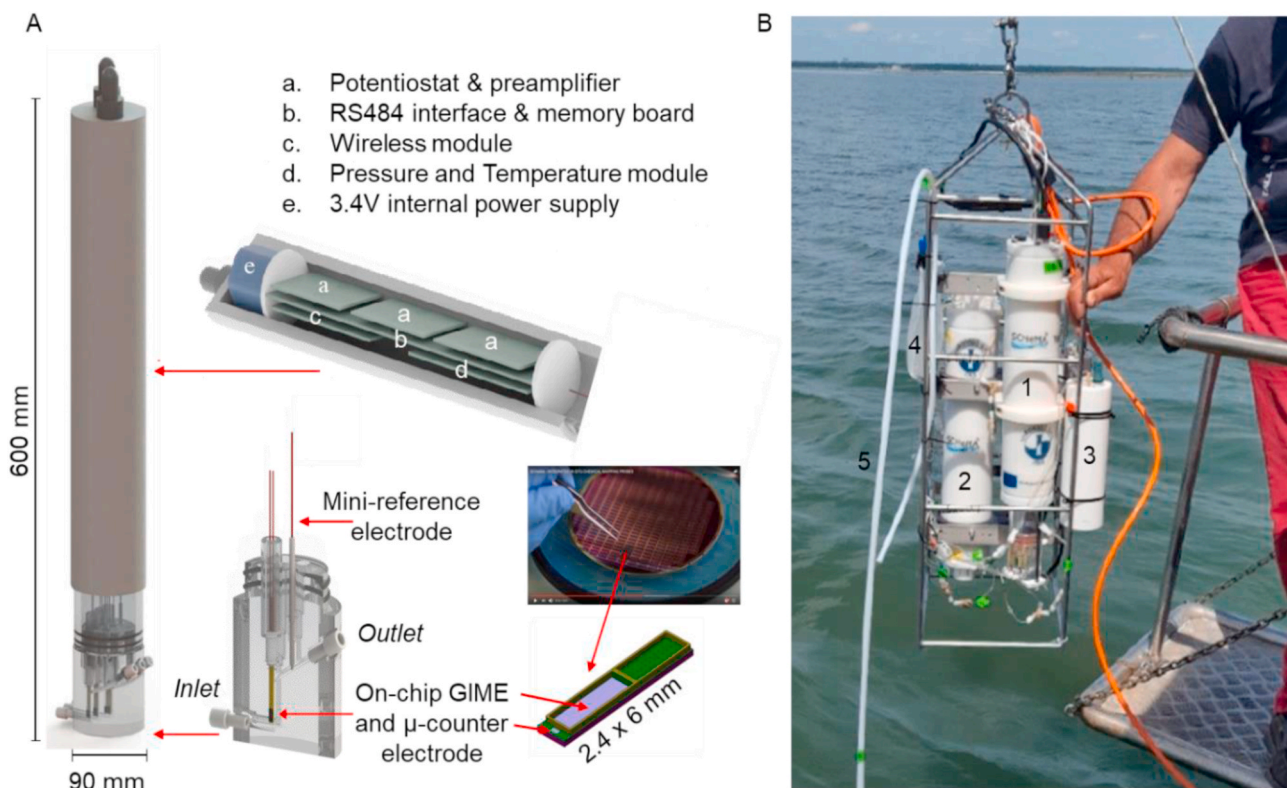 A
B
a. Potentiostat & preamplifier
b. RS484 interface & memory board
c. Wireless module
d. Pressure and Temperature module
e. 3.4V internal power supply
e
a
a
a
c
b
d
600 mm
90 mm
Mini-reference
electrode
Outlet
Inlet
On-chip GIME
and µ-counter
electrode
2.4 x 6 mm
1
2
3
4
5